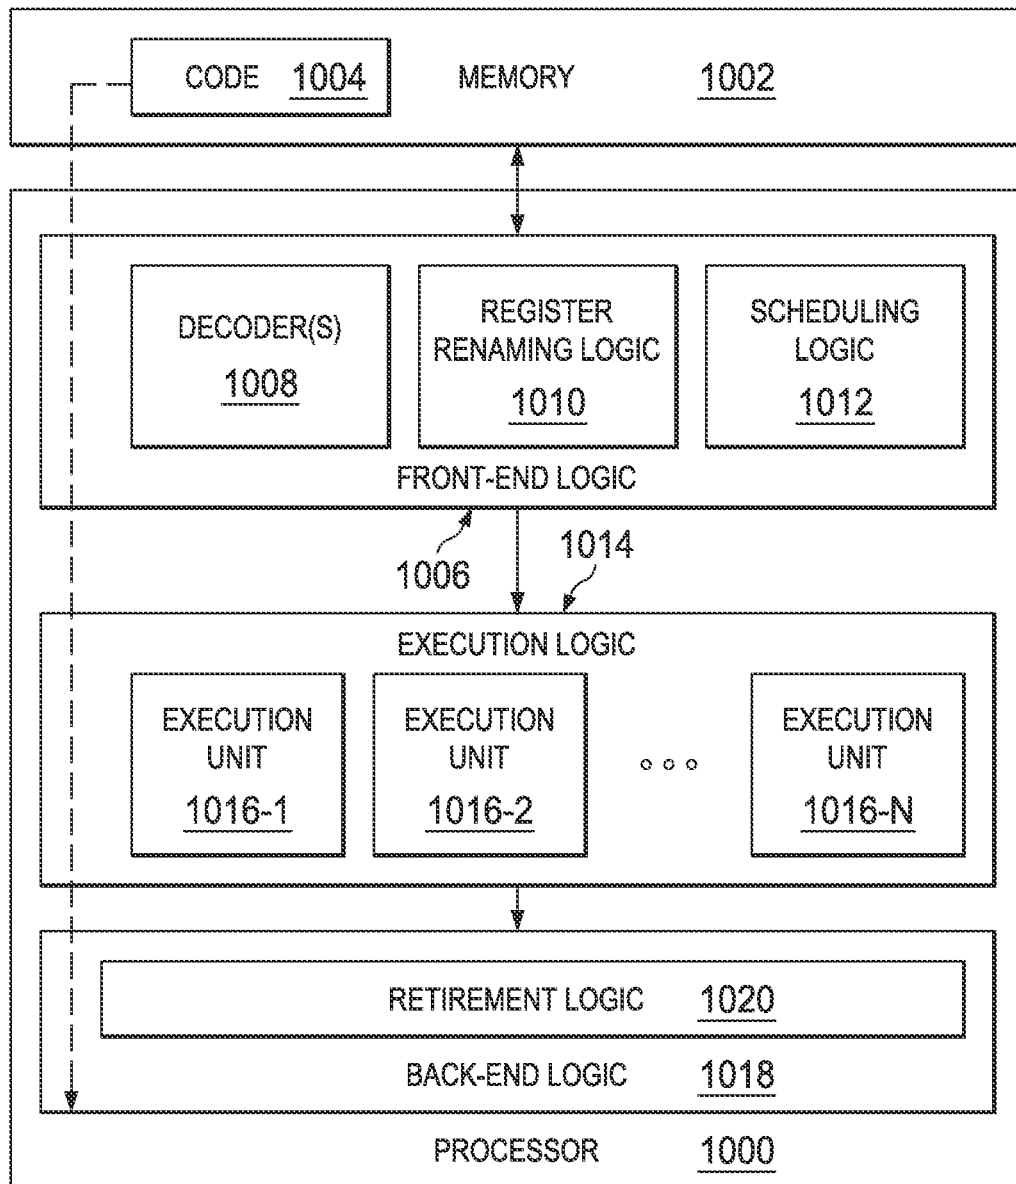 CODE 1004 MEMORY 1002
DECODER(S)
1008
REGISTER
RENAMING LOGIC
1010
SCHEDULING
LOGIC
1012
FRONT-END LOGIC
1006
1014
EXECUTION LOGIC
EXECUTION
UNIT
1016-1
EXECUTION
UNIT
1016-2
EXECUTION
UNIT
1016-N
RETIREMENT LOGIC 1020
BACK-END LOGIC 1018
PROCESSOR 1000